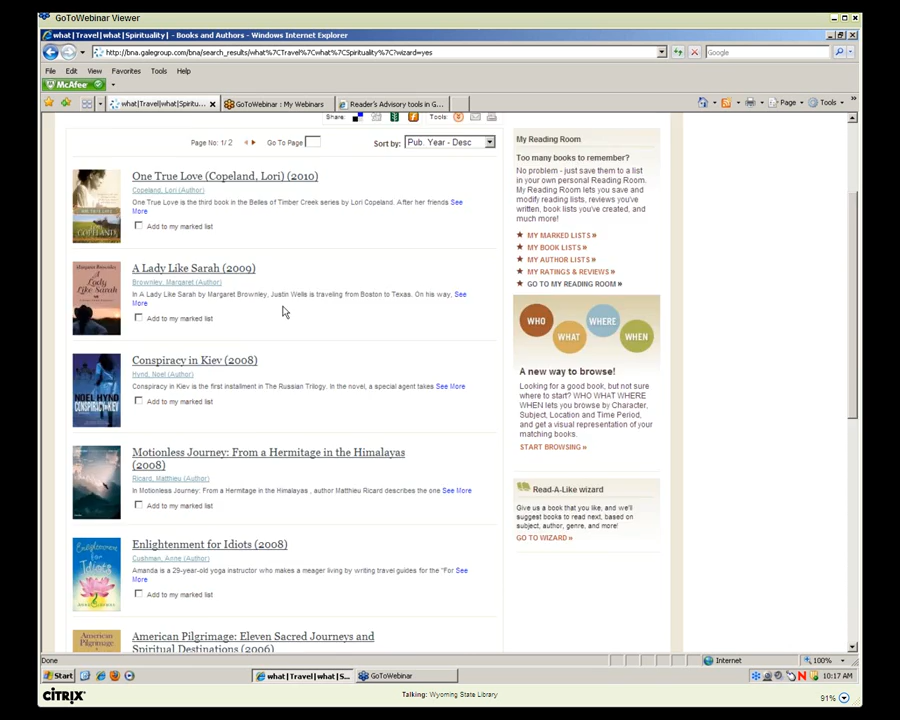 GoToWebinar Viewer
what|Travel|what|Spirituality| - Books and Authors - Windows Internet Explorer
http://bna.galegroup.com/bna/search_results/what%7CTravel%7Cwhat%7CSpirituality%7C?wizard=yes
Google
File Edit View Favorites Tools Help
McAfee
what|Travel|what|Spiritu... GoToWebinar : My Webinars Reader's Advisory tools in G...
Page Tools
Share: Tools:
Page No: 1/ 2 Go To Page Sort by: Pub. Year - Desc
One True Love (Copeland, Lori) (2010)
Copeland, Lori (Author)
One True Love is the third book in the Belles of Timber Creek series by Lori Copeland. After her friends See
More
Add to my marked list
COPELAND
A Lady Like Sarah (2009)
Brownley, Margaret (Author)
In A Lady Like Sarah by Margaret Brownley, Justin Wells is traveling from Boston to Texas. On his way, See
More
Add to my marked list
A Lady
Like Sarah
Conspiracy in Kiev (2008)
Hynd, Noel (Author)
Conspiracy in Kiev is the first installment in The Russian Trilogy. In the novel, a special agent takes See More
Add to my marked list
NOEL HYND
CONSPIRACY
KIEV
Motionless Journey: From a Hermitage in the Himalayas
(2008)
Ricard, Matthieu (Author)
In Motionless Journey: From a Hermitage in the Himalayas , author Matthieu Ricard describes the one See More
Add to my marked list
Enlightenment for Idiots (2008)
Cushman, Anne (Author)
Amanda is a 29-year-old yoga instructor who makes a meager living by writing travel guides for the "For See
More
Add to my marked list
Enlightenment
for
Idiots
American Pilgrimage: Eleven Sacred Journeys and
Spiritual Destinations (2006)
American
Pilgrimage
My Reading Room
Too many books to remember?
No problem - just save them to a list
in your own personal Reading Room.
My Reading Room lets you save and
modify reading lists, reviews you've
written, book lists you've created, and
much more!
MY MARKED LISTS »
MY BOOK LISTS »
MY AUTHOR LISTS »
MY RATINGS & REVIEWS »
GO TO MY READING ROOM »
WHO WHAT WHERE WHEN
A new way to browse!
Looking for a good book, but not sure
where to start? WHO WHAT WHERE
WHEN lets you browse by Character,
Subject, Location and Time Period,
and get a visual representation of your
matching books.
START BROWSING »
Read-A-Like wizard
Give us a book that you like, and we'll
suggest books to read next, based on
subject, author, genre, and more!
GO TO WIZARD »
Done Internet 100%
Start what|Travel|what|S... GoToWebinar 10:17 AM
CITRIX Talking: Wyoming State Library 91%